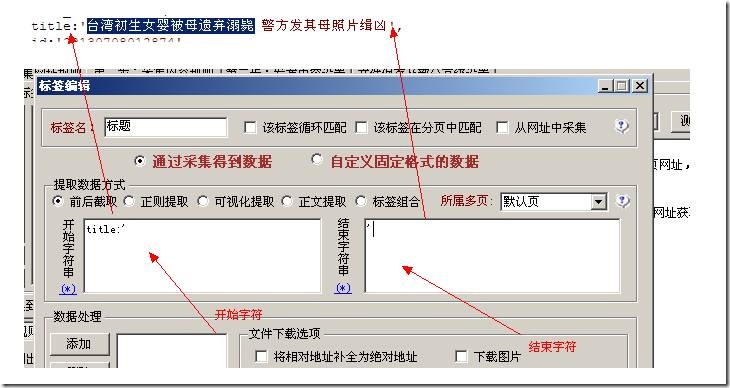 title:'台湾初生女婴被母遗弃溺毙 警方发其母照片缉凶',
标签编辑
标签名：
标题
该标签循环匹配
该标签在分页中匹配
从网址中采集
通过采集得到数据
自定义固定格式的数据
提取数据方式
前后截取
正则提取
可视化提取
正文提取
标签组合
所属多页：
默认页
页网址，
开始字符串
(*)
title:'
结束字符串
(*)
'
网址获
数据处理
开始字符
结束字符
添加
文件下载选项
将相对地址补全为绝对地址
下载图片